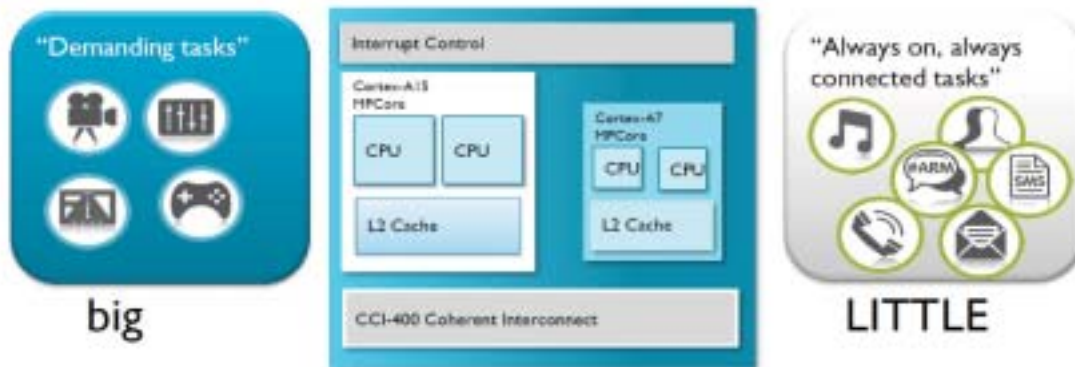 “Demanding tasks”
big
Interrupt Control
Cortex-A15
MPCore
CPU
CPU
L2 Cache
Cortex-A7
MPCore
CPU
CPU
L2 Cache
CCI-400 Coherent Interconnect
“Always on, always
connected tasks”
#ARM
SMS
LITTLE